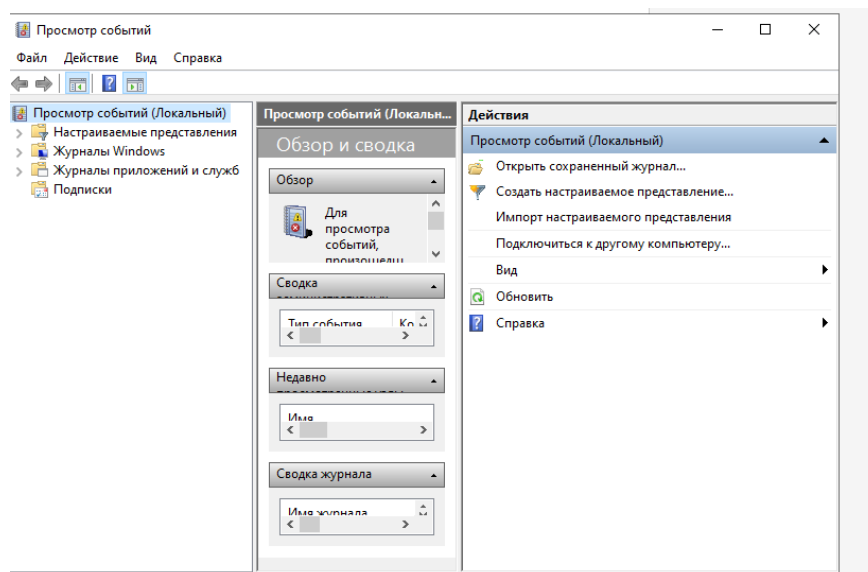 Просмотр событий
Файл Действие Вид Справка
Просмотр событий (Локальный)
Настраиваемые представления
Журналы Windows
Журналы приложений и служб
Подписки
Просмотр событий (Локальн...
Обзор и сводка
Обзор
Для
просмотра
событий,
произошедш
Сводка
Тип события Ко
Недавно
Имя
Сводка журнала
Имя журнала
Действия
Просмотр событий (Локальный)
Открыть сохраненный журнал...
Создать настраиваемое представление...
Импорт настраиваемого представления
Подключиться к другому компьютеру...
Вид
Обновить
Справка